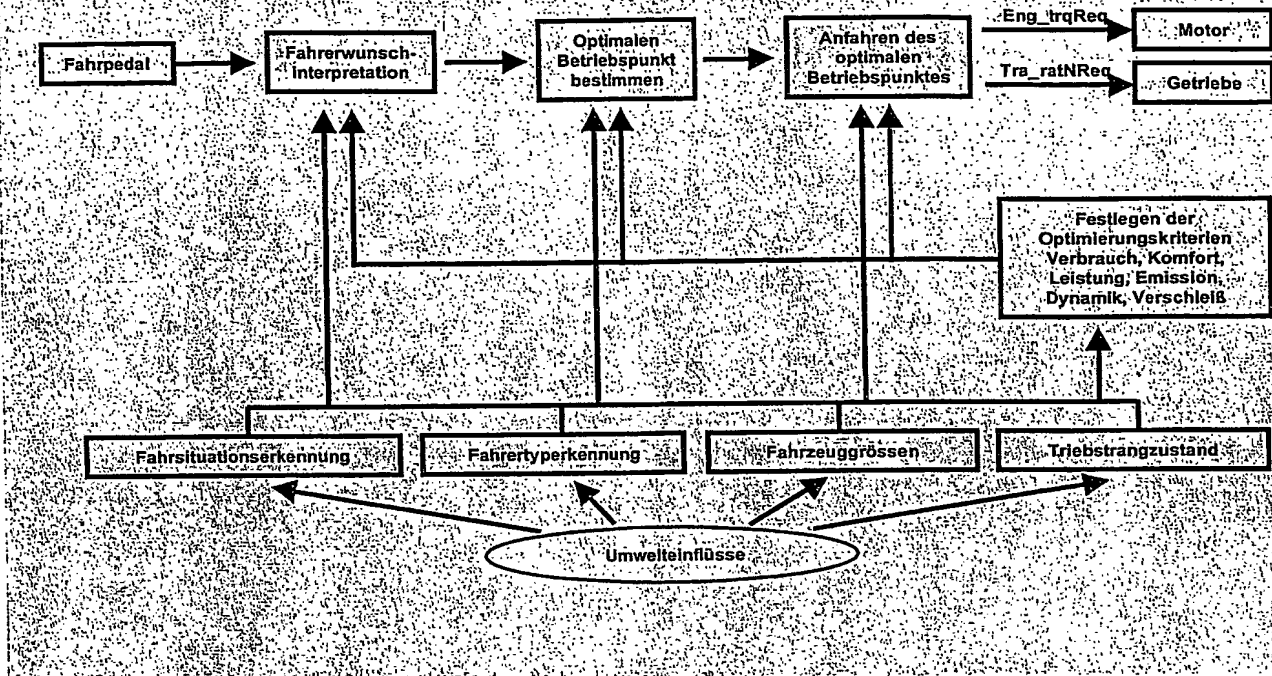 Fahrpedal
Fahrerwunsch-
interpretation
Optimalen
Betriebspunkt
bestimmen
Anfahren des
optimalen
Betriebspunktes
Eng_trqReq
Motor
Tra_ratNReq
Getriebe
Festlegen der
Optimierungskriterien
Verbrauch, Komfort,
Leistung, Emission,
Dynamik, Verschleiß
Fahrsituationserkennung
Fahrertyperkennung
Fahrzeuggrössen
Triebstrangzustand
Umwelteinflüsse